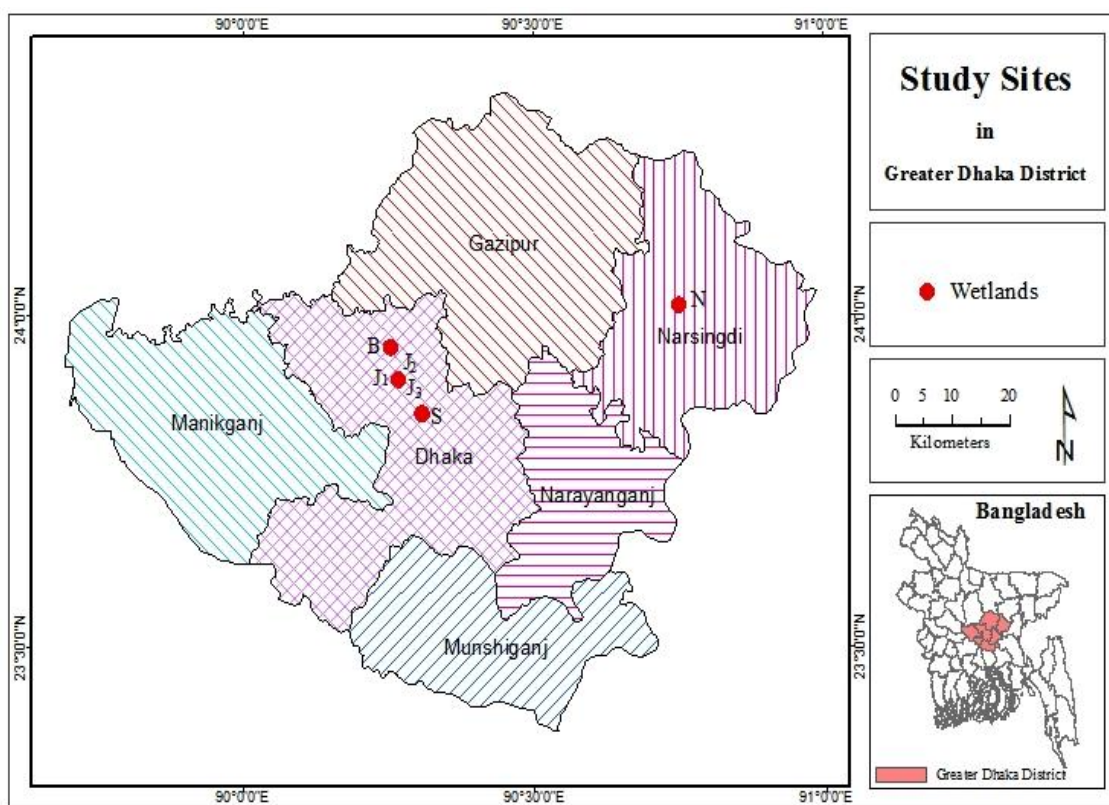 90°0'0"E 90°30'0"E 91°0'0"E
Study Sites
in
Greater Dhaka District
Gazipur
24°0'0"N
24°0'0"N
Wetlands
N
Narsingdi
B
J2
J1
J3
S
Manikganj
Dhaka
0 5 10 20
Kilometers
N
Narayanganj
Bangladesh
Munshiganj
23°30'0"N
23°30'0"N
Greater Dhaka District
90°0'0"E 90°30'0"E 91°0'0"E